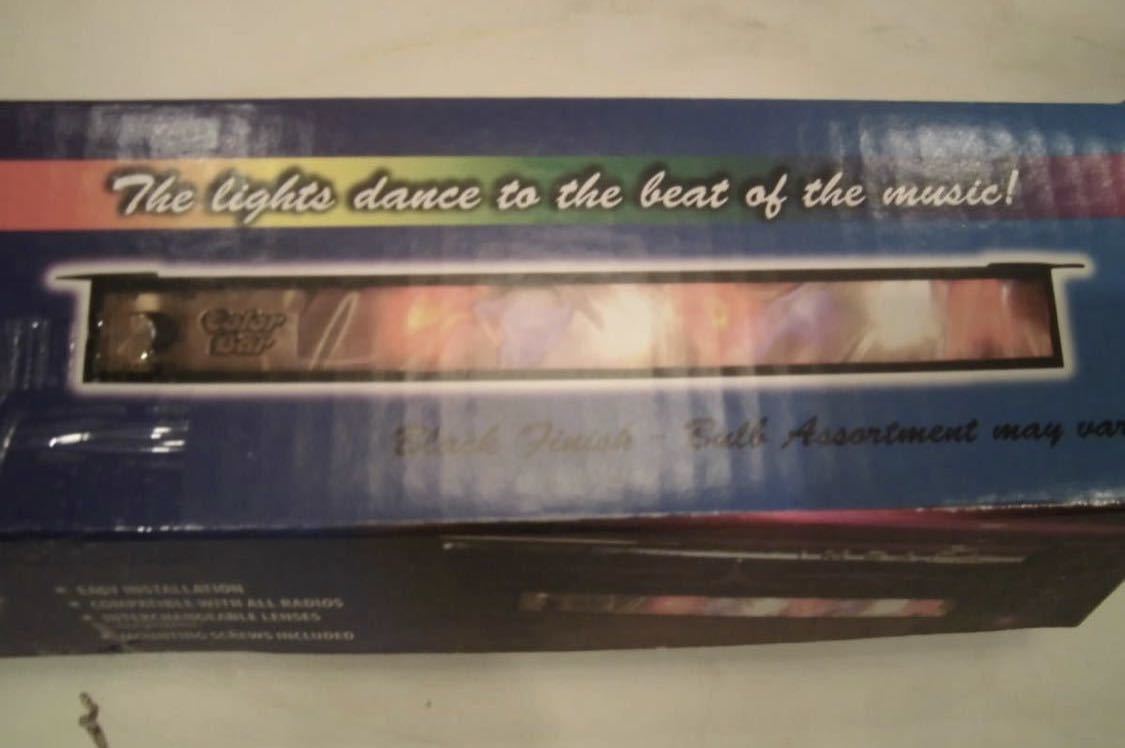 The lights dance to the beat of the music!
Color
Bar
Black Finish - Bulb Assortment may var
EASY INSTALLATION
COMPATIBLE WITH ALL RADIOS
INTERCHANGEABLE LENSES
MOUNTING SCREWS INCLUDED